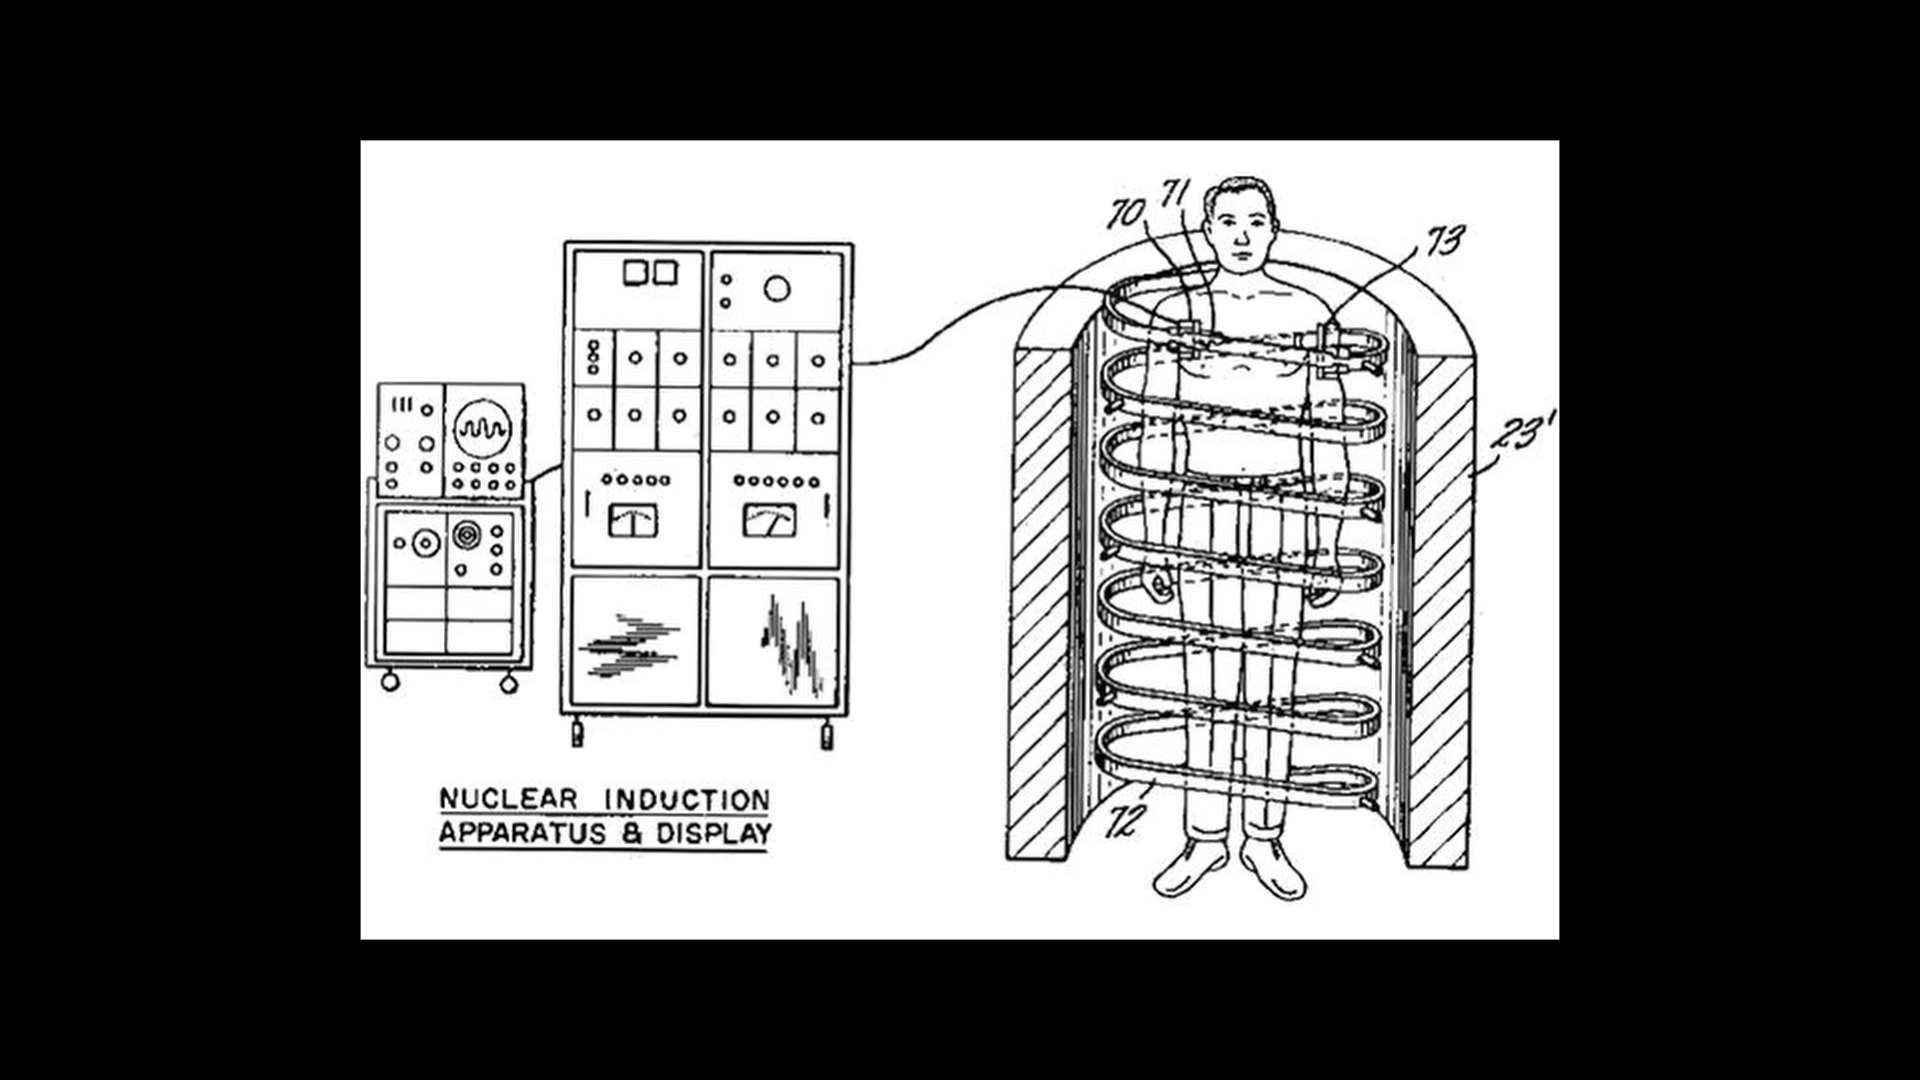 70
71
73
23'
72
NUCLEAR INDUCTION
APPARATUS & DISPLAY